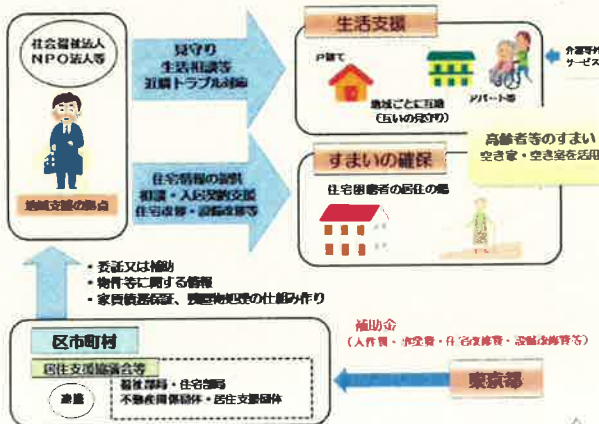 社会福祉法人
NPO法人等
地域支援の拠点
見守り
生活相談等
近隣トラブル対応
住宅情報の提供
相談・入居契約支援
住宅改修・設備改修等
生活支援
戸建て
アパート等
地域ごとに互助
(互いの見守り)
介護等外
サービス
すまいの確保
住宅困窮者の居住の場
高齢者等のすまい
空き家・空き室を活用
・委託又は補助
・物件等に関する情報
・家賃債務保証、残置物処理の仕組み作り
区市町村
居住支援協議会等
連携
福祉部局・住宅部局
不動産関係団体・居住支援団体
補助金
(人件費・事業費・住宅改修費・設備改修費等)
東京都